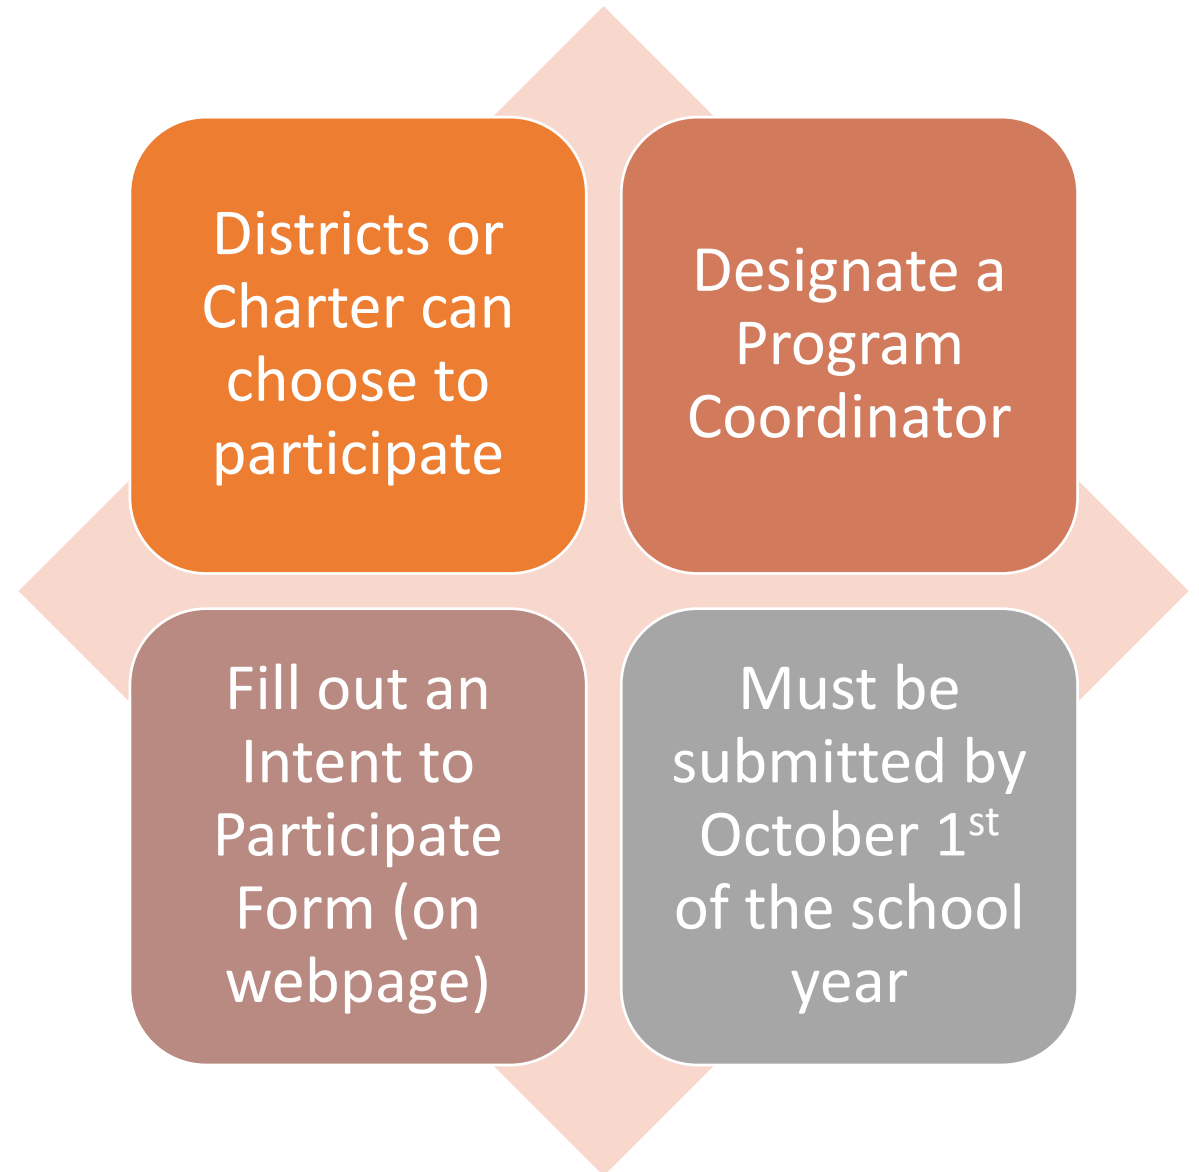 Districts or
Charter can
choose to
participate
Designate a
Program
Coordinator
Fill out an
Intent to
Participate
Form (on
webpage)
Must be
submitted by
October 1st
of the school
year